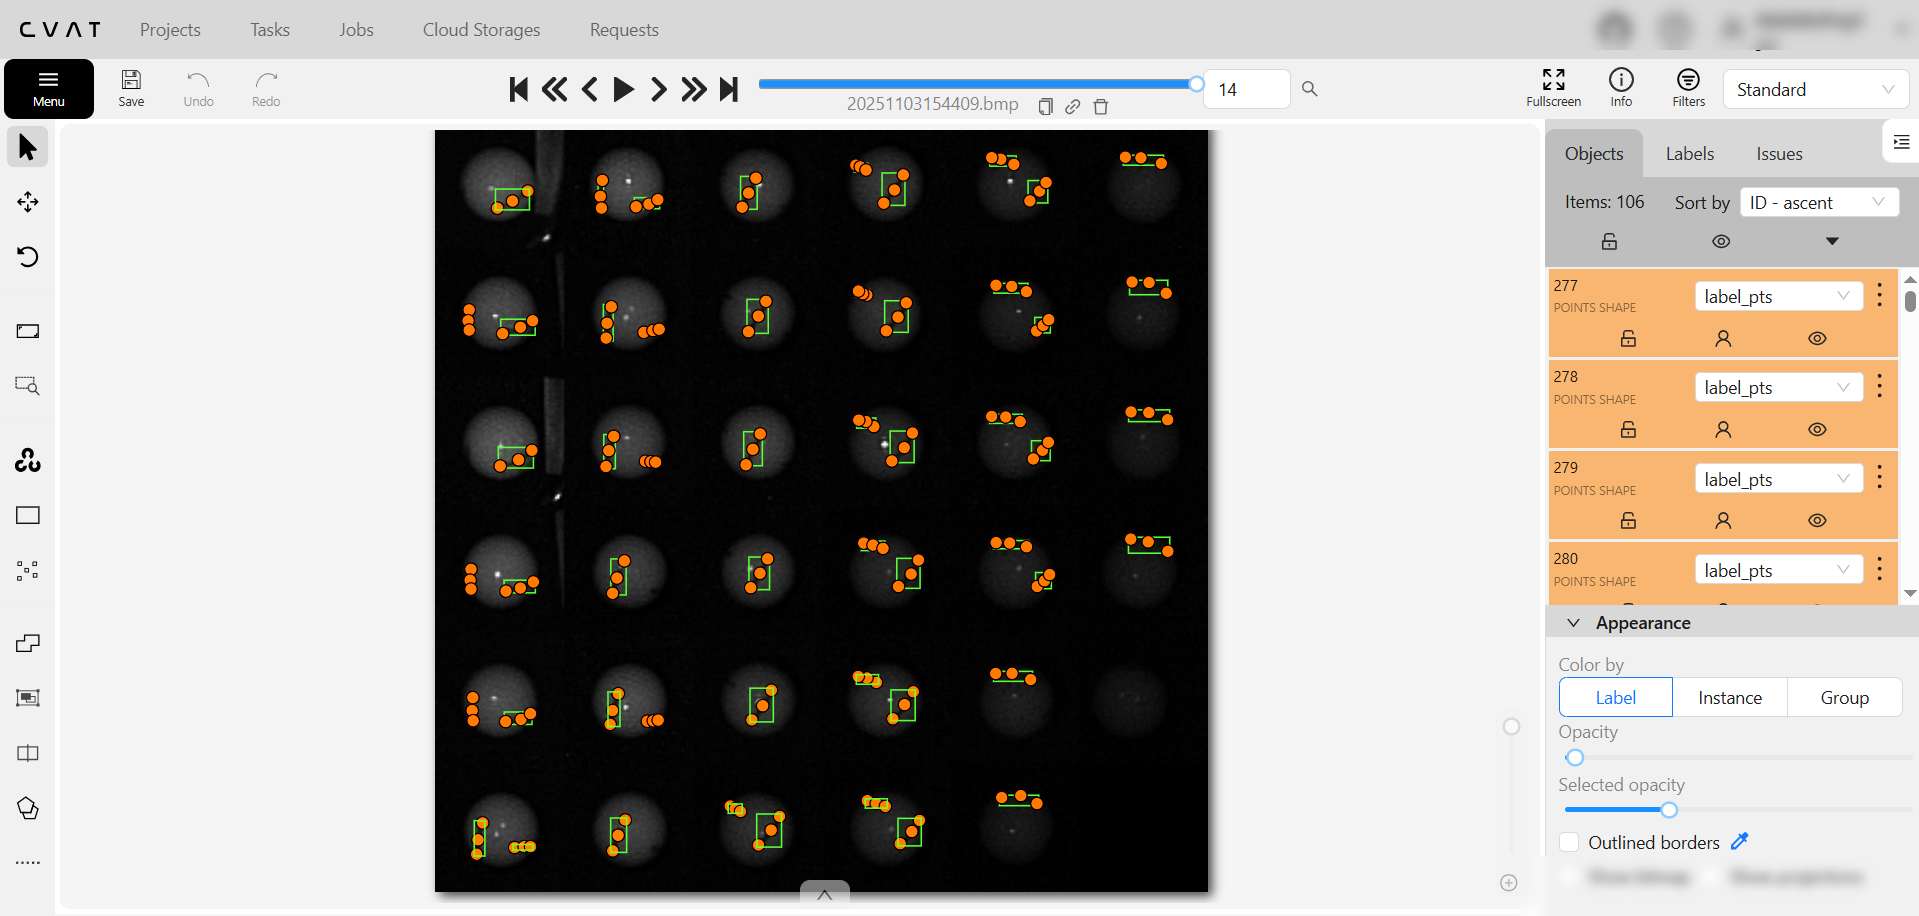 CVAT Projects Tasks Jobs Cloud Storages Requests
Menu Save Undo Redo 14 Fullscreen Info Filters Standard
20251103154409.bmp
Objects Labels Issues
Items: 106 Sort by ID - ascent
277 label_pts
POINTS SHAPE
278 label_pts
POINTS SHAPE
279 label_pts
POINTS SHAPE
280 label_pts
POINTS SHAPE
Appearance
Color by
Label Instance Group
Opacity
Selected opacity
Outlined borders